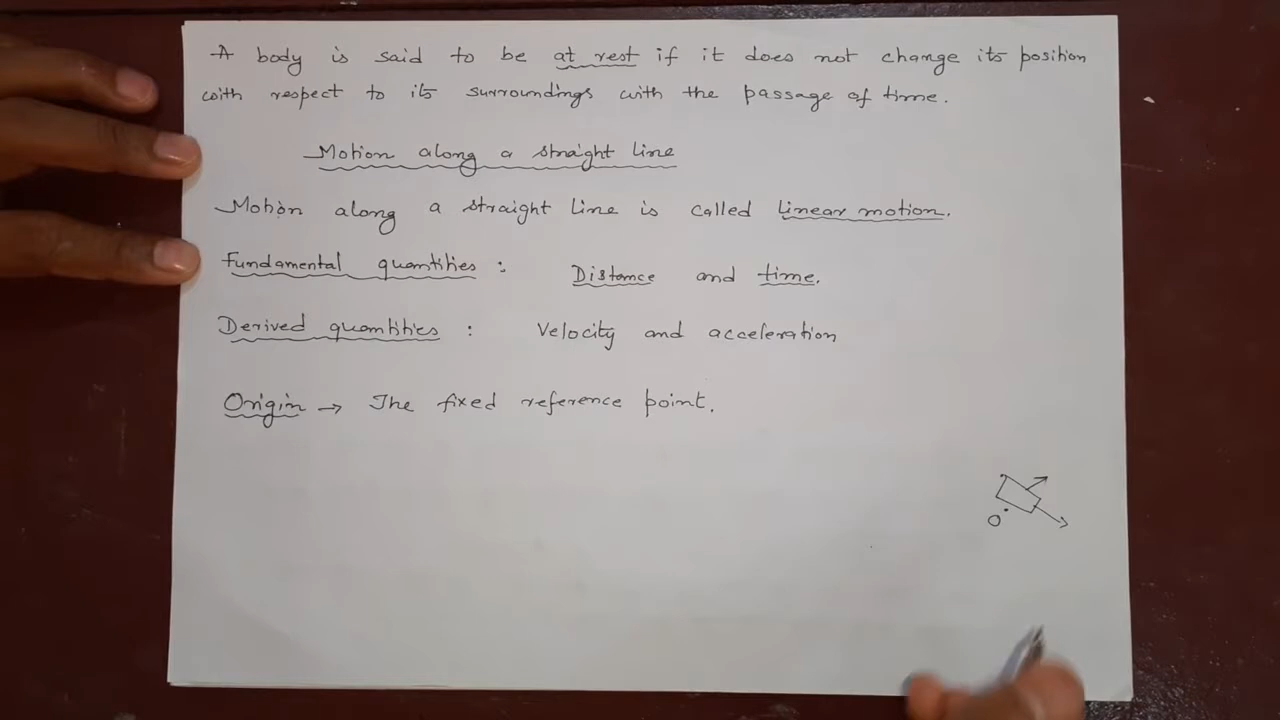 A body is said to be at rest if it does not change its position
with respect to its surroundings with the passage of time.
Motion along a straight line
Motion along a straight line is called linear motion.
Fundamental quantities : Distance and time.
Derived quantities : Velocity and acceleration
Origin → The fixed reference point.
O